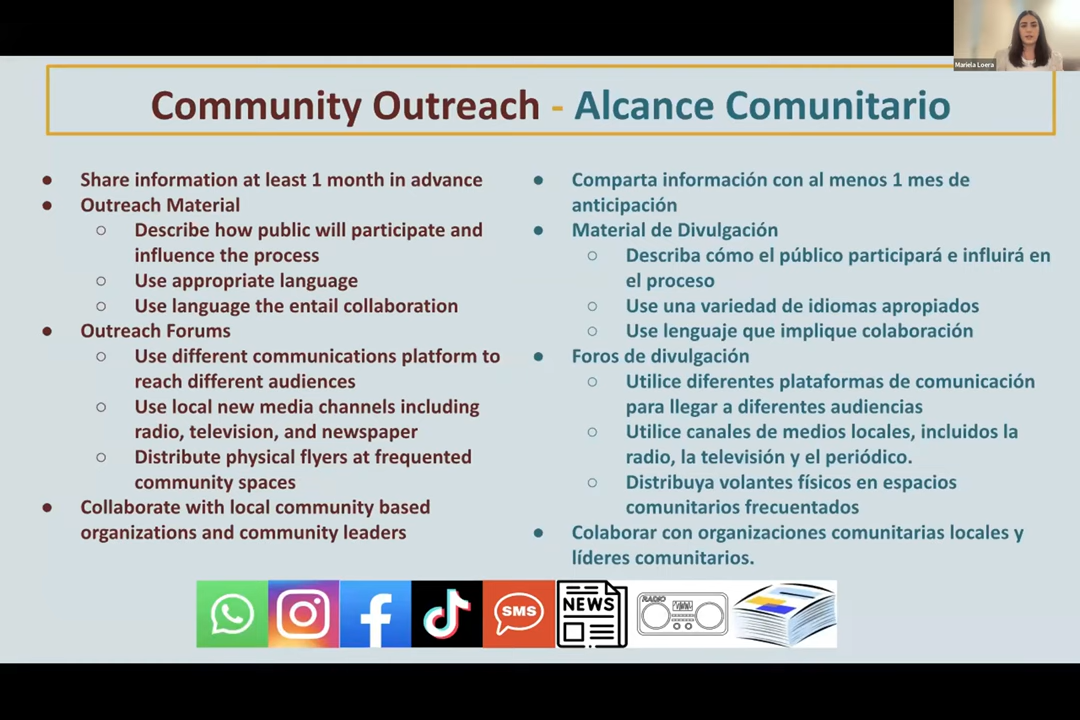 Mariela Loera
Community Outreach - Alcance Comunitario
● Share information at least 1 month in advance
● Outreach Material
○ Describe how public will participate and
influence the process
○ Use appropriate language
○ Use language the entail collaboration
● Outreach Forums
○ Use different communications platform to
reach different audiences
○ Use local new media channels including
radio, television, and newspaper
○ Distribute physical flyers at frequented
community spaces
● Collaborate with local community based
organizations and community leaders
● Comparta información con al menos 1 mes de
anticipación
● Material de Divulgación
○ Describa cómo el público participará e influirá en
el proceso
○ Use una variedad de idiomas apropiados
○ Use lenguaje que implique colaboración
● Foros de divulgación
○ Utilice diferentes plataformas de comunicación
para llegar a diferentes audiencias
○ Utilice canales de medios locales, incluidos la
radio, la televisión y el periódico.
○ Distribuya volantes físicos en espacios
comunitarios frecuentados
● Colaborar con organizaciones comunitarias locales y
líderes comunitarios.
SMS
NEWS
RADIO